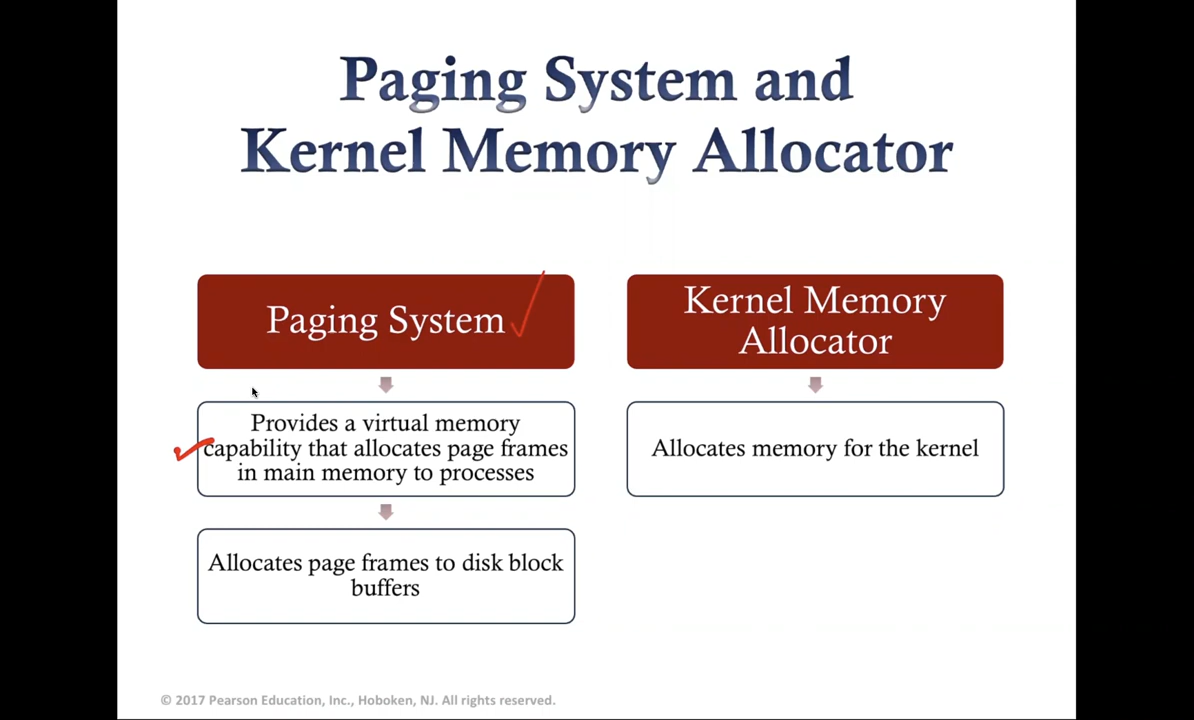 Paging System and
Kernel Memory Allocator
Paging System
Provides a virtual memory
capability that allocates page frames
in main memory to processes
Allocates page frames to disk block
buffers
Kernel Memory
Allocator
Allocates memory for the kernel
© 2017 Pearson Education, Inc., Hoboken, NJ. All rights reserved.